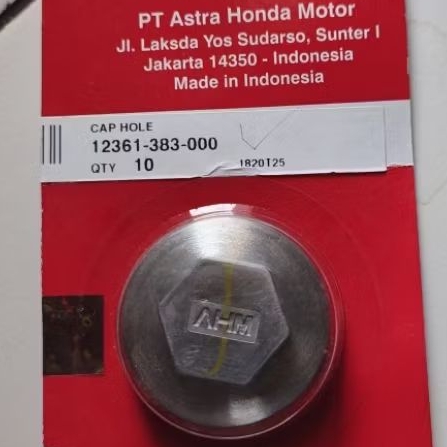 PT Astra Honda Motor
Jl. Laksda Yos Sudarso, Sunter I
Jakarta 14350 - Indonesia
Made in Indonesia
CAP HOLE
12361-383-000
QTY 10
1820T25
AHM